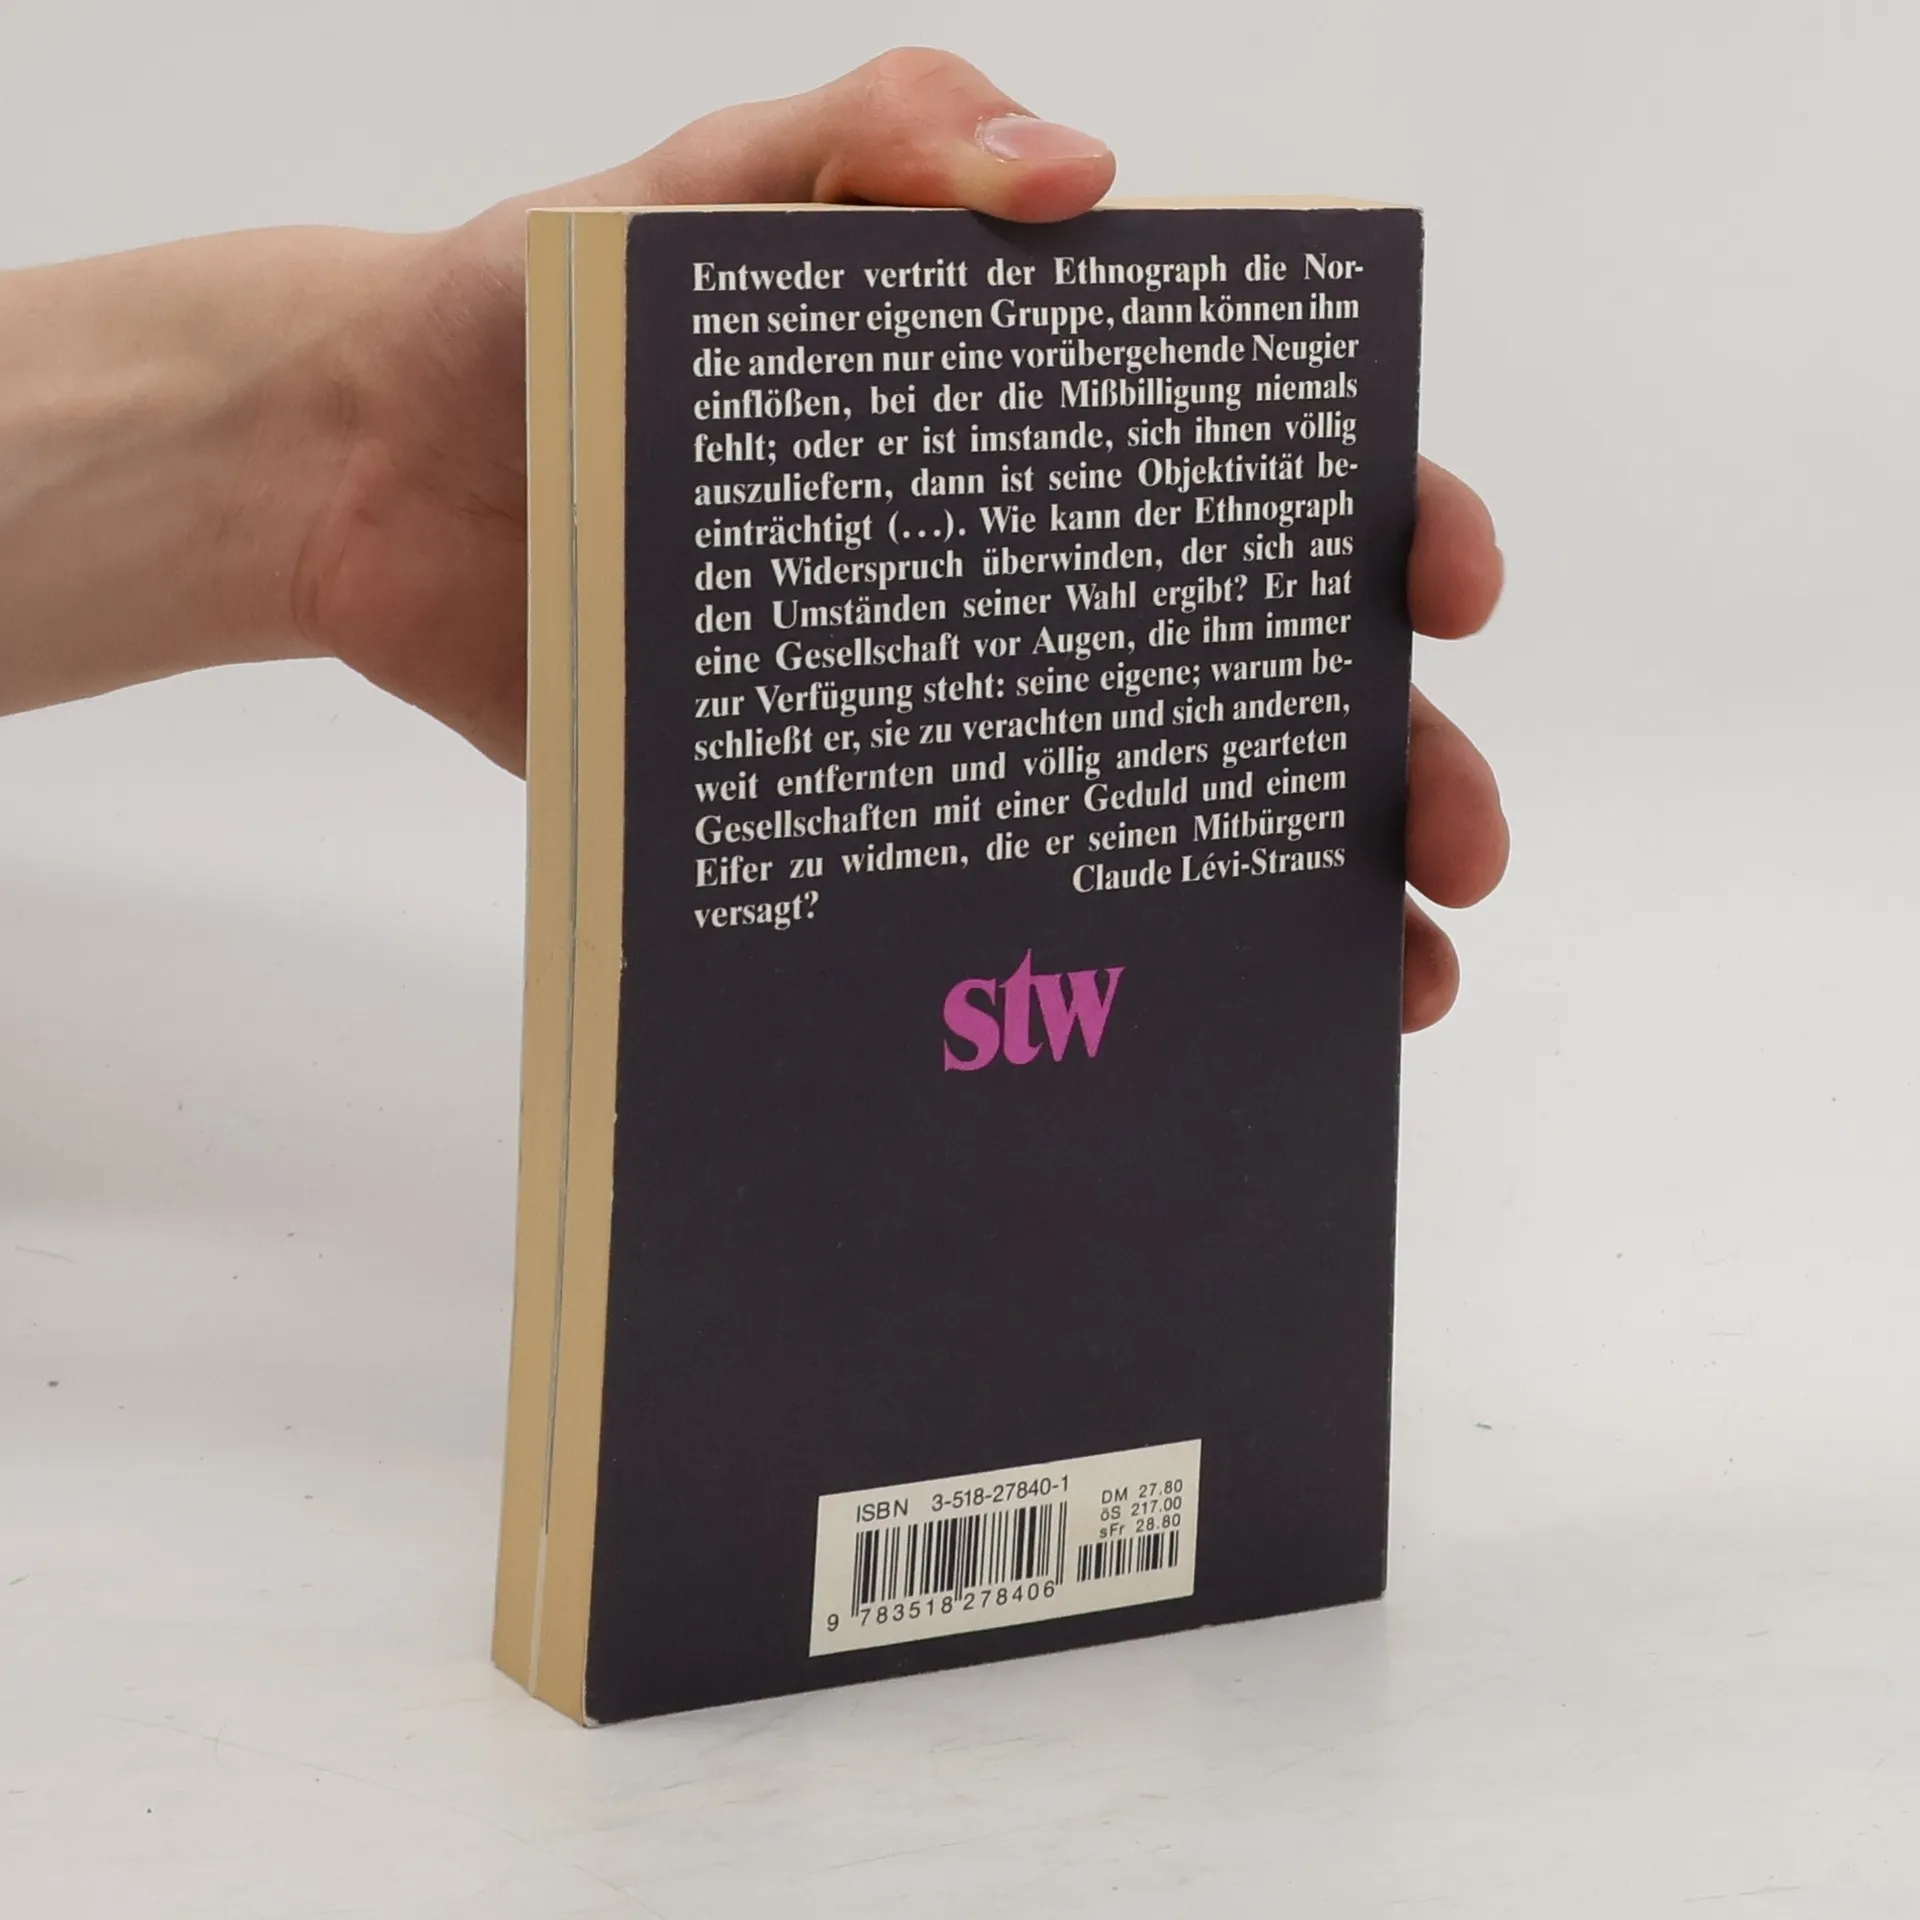 Entweder vertritt der Ethnograph die Nor-
men seiner eigenen Gruppe, dann können ihm
die anderen nur eine vorübergehende Neugier
einflößen, bei der die Mißbilligung niemals
fehlt; oder er ist imstande, sich ihnen völlig
auszuliefern, dann ist seine Objektivität be-
einträchtigt (...). Wie kann der Ethnograph
den Widerspruch überwinden, der sich aus
den Umständen seiner Wahl ergibt? Er hat
eine Gesellschaft vor Augen, die ihm immer
zur Verfügung steht: seine eigene; warum be-
schließt er, sie zu verachten und sich anderen,
weit entfernten und völlig anders gearteten
Gesellschaften mit einer Geduld und einem
Eifer zu widmen, die er seinen Mitbürgern
versagt? Claude Lévi-Strauss
stw
ISBN 3-518-27840-1
DM 27.80
öS 217.00
sFr 28.80
9 783518 278406